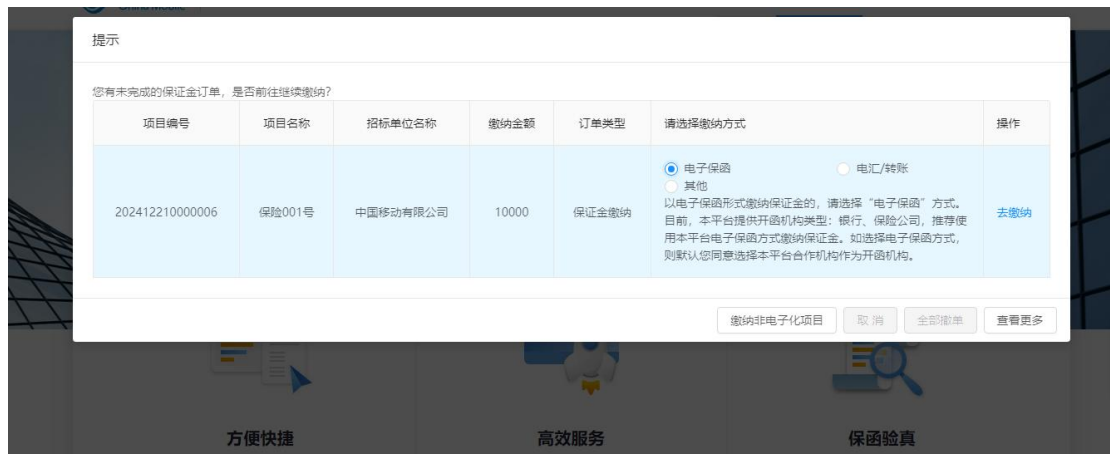 China Mobile
提示
您有未完成的保证金订单，是否前往继续缴纳?
项目编号 项目名称 招标单位名称 缴纳金额 订单类型 请选择缴纳方式 操作
202412210000006 保险001号 中国移动有限公司 10000 保证金缴纳 电子保函 电汇/转账 去缴纳
其他
以电子保函形式缴纳保证金的，请选择“电子保函”方式。
目前，本平台提供开函机构类型：银行、保险公司，推荐使
用本平台电子保函方式缴纳保证金。如选择电子保函方式，
则默认您同意选择本平台合作机构作为开函机构。
缴纳非电子化项目 取消 全部撤单 查看更多
方便快捷 高效服务 保函验真